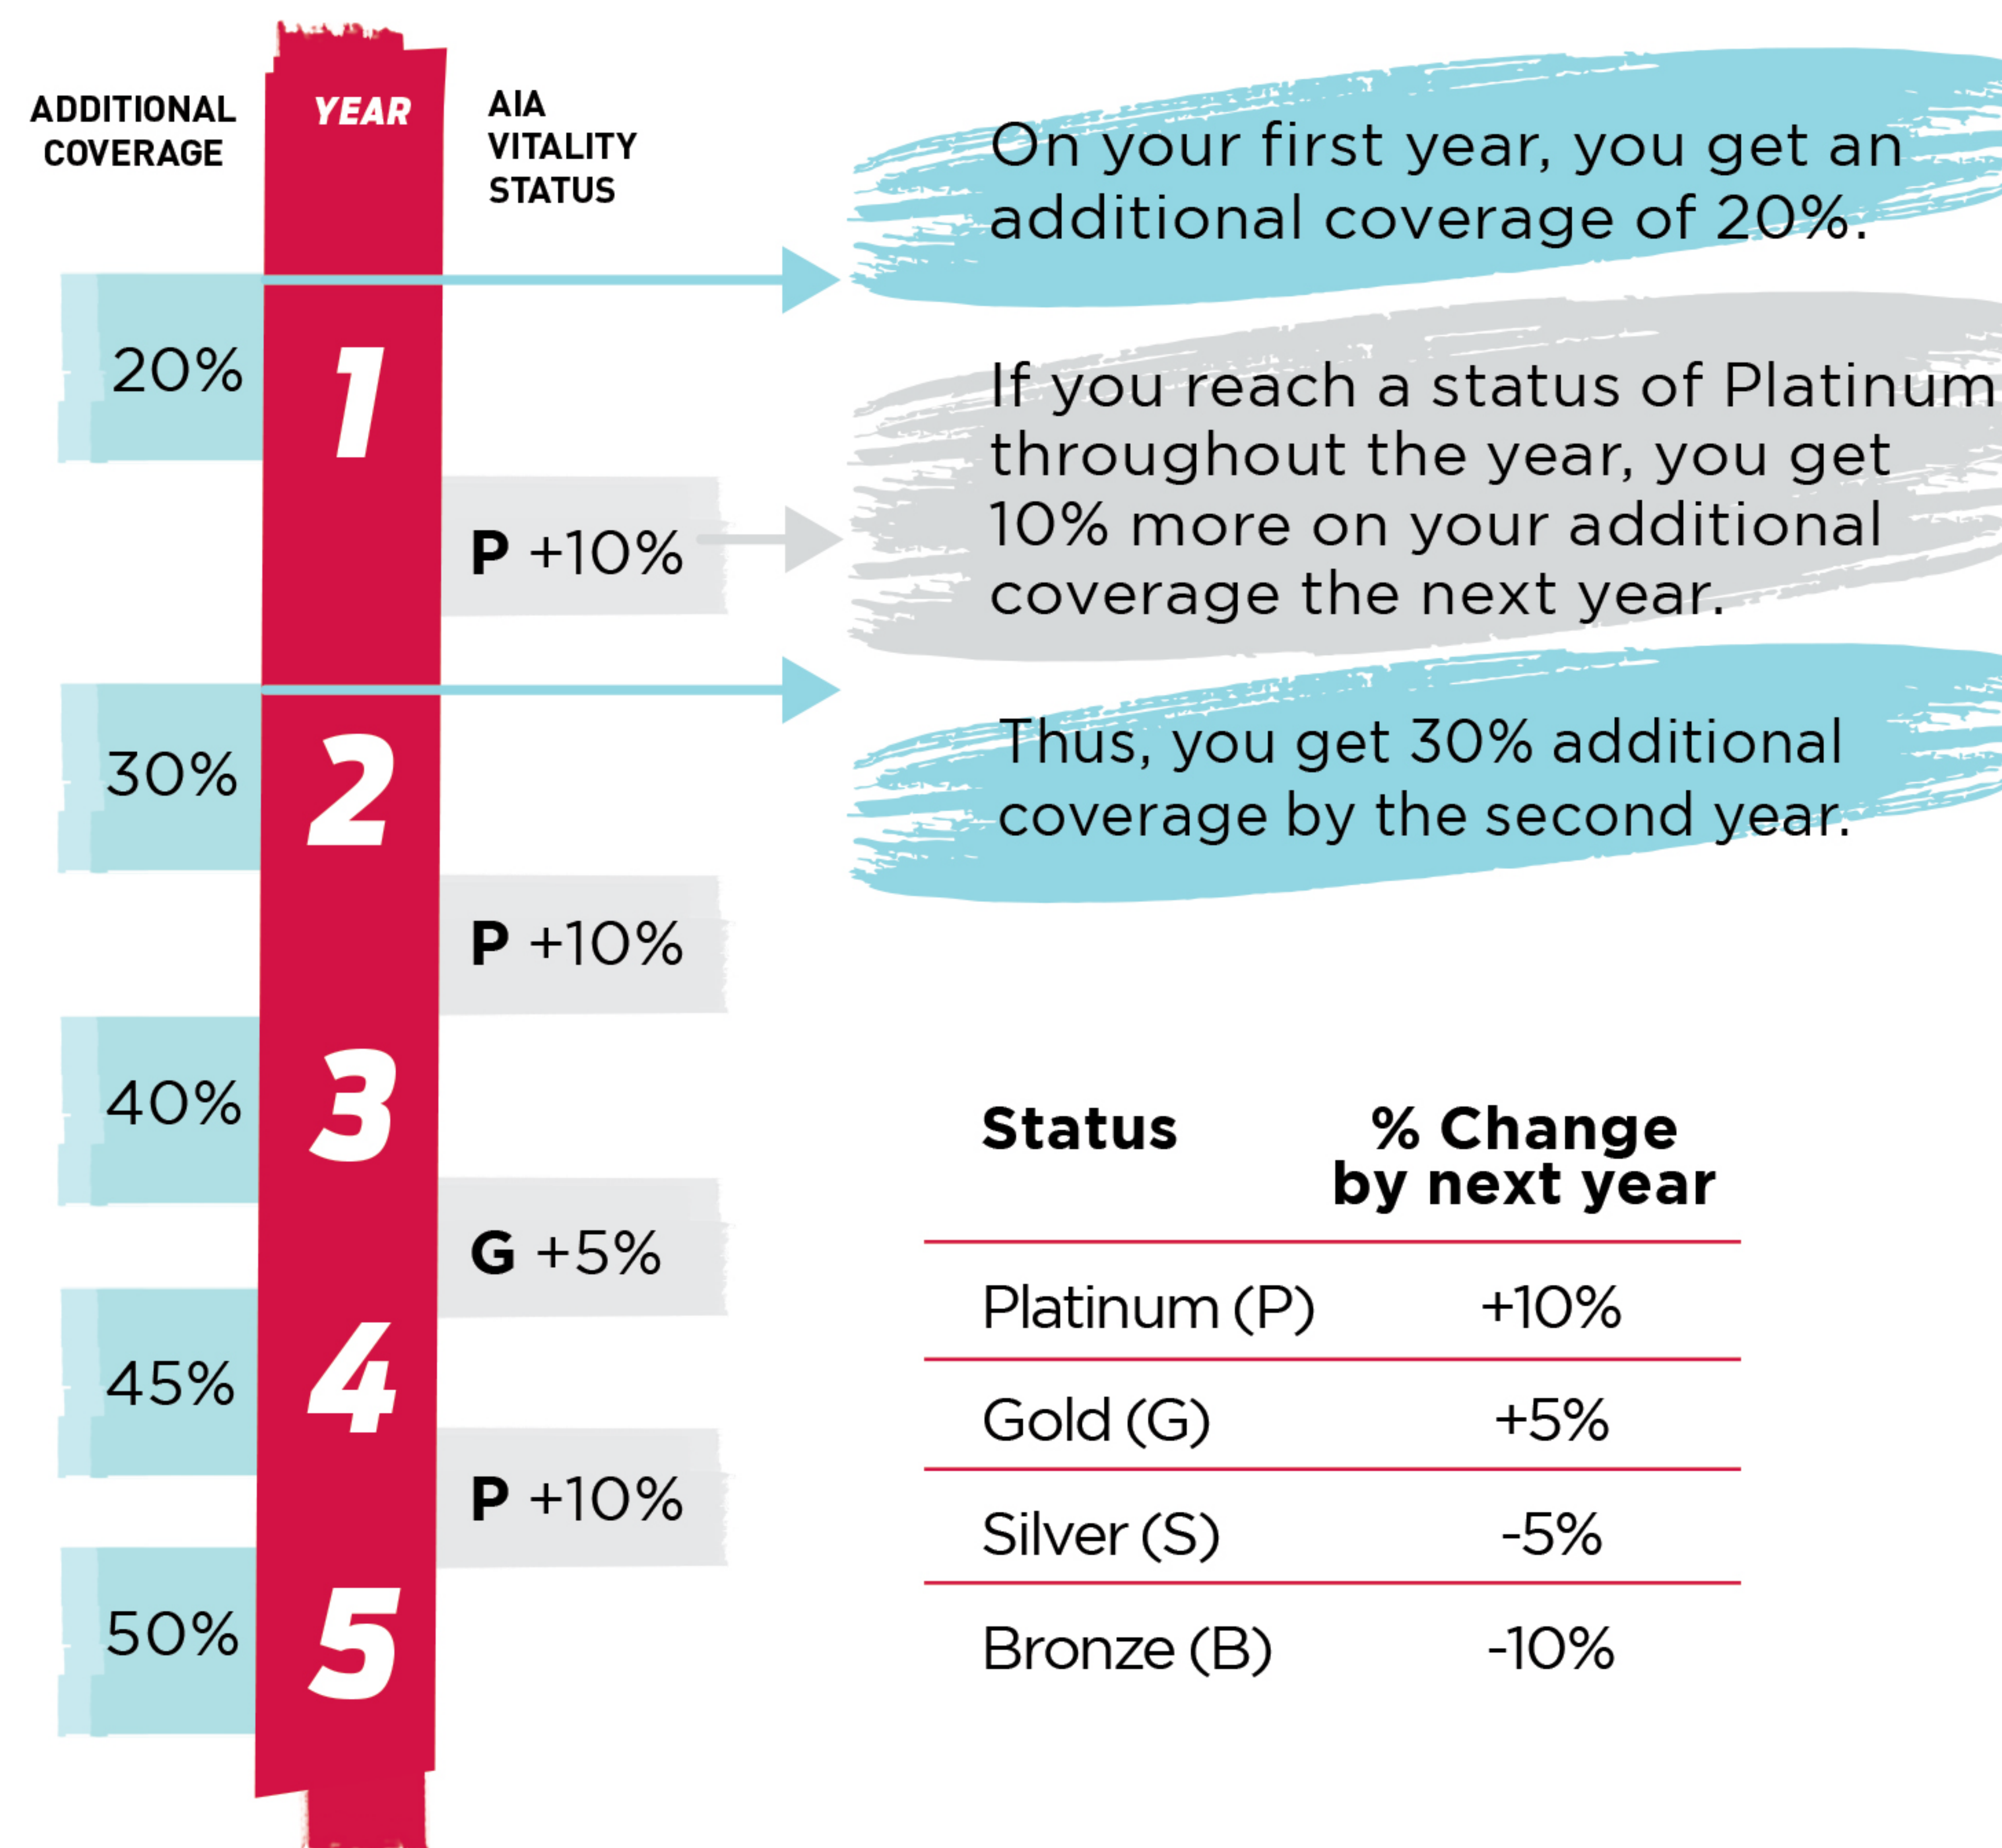 ADDITIONAL
COVERAGE
YEAR
AIA
VITALITY
STATUS
On your first year, you get an
additional coverage of 20%.
20%
1
If you reach a status of Platinum
throughout the year, you get
10% more on your additional
coverage the next year.
P +10%
Thus, you get 30% additional
coverage by the second year.
30%
2
P +10%
40%
3
G +5%
45%
4
P +10%
50%
5
Status % Change
by next year
Platinum (P) +10%
Gold (G) +5%
Silver (S) -5%
Bronze (B) -10%